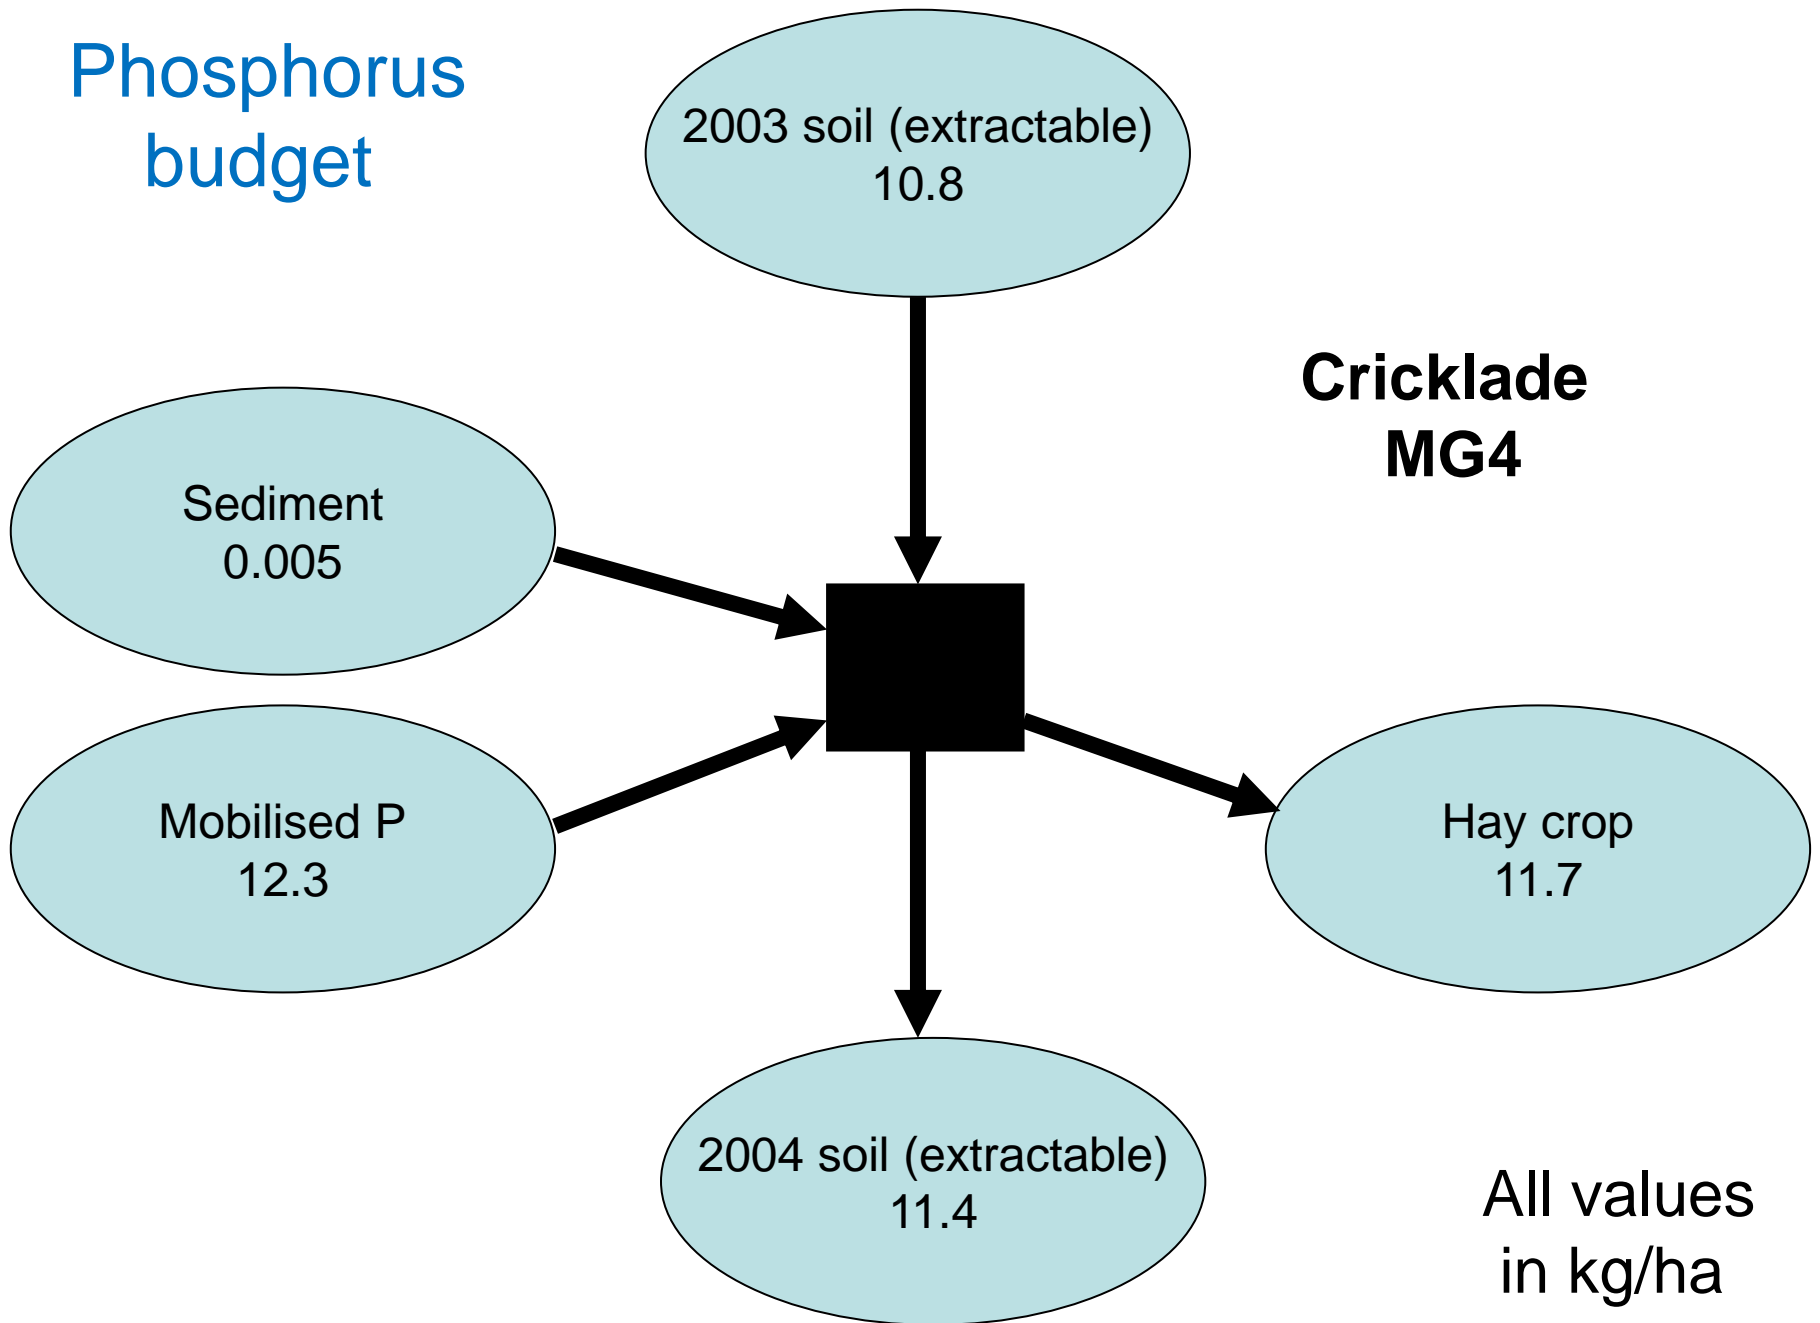 Phosphorus
budget
2003 soil (extractable)
10.8
Cricklade
MG4
Sediment
0.005
Mobilised P
12.3
Hay crop
11.7
2004 soil (extractable)
11.4
All values
in kg/ha